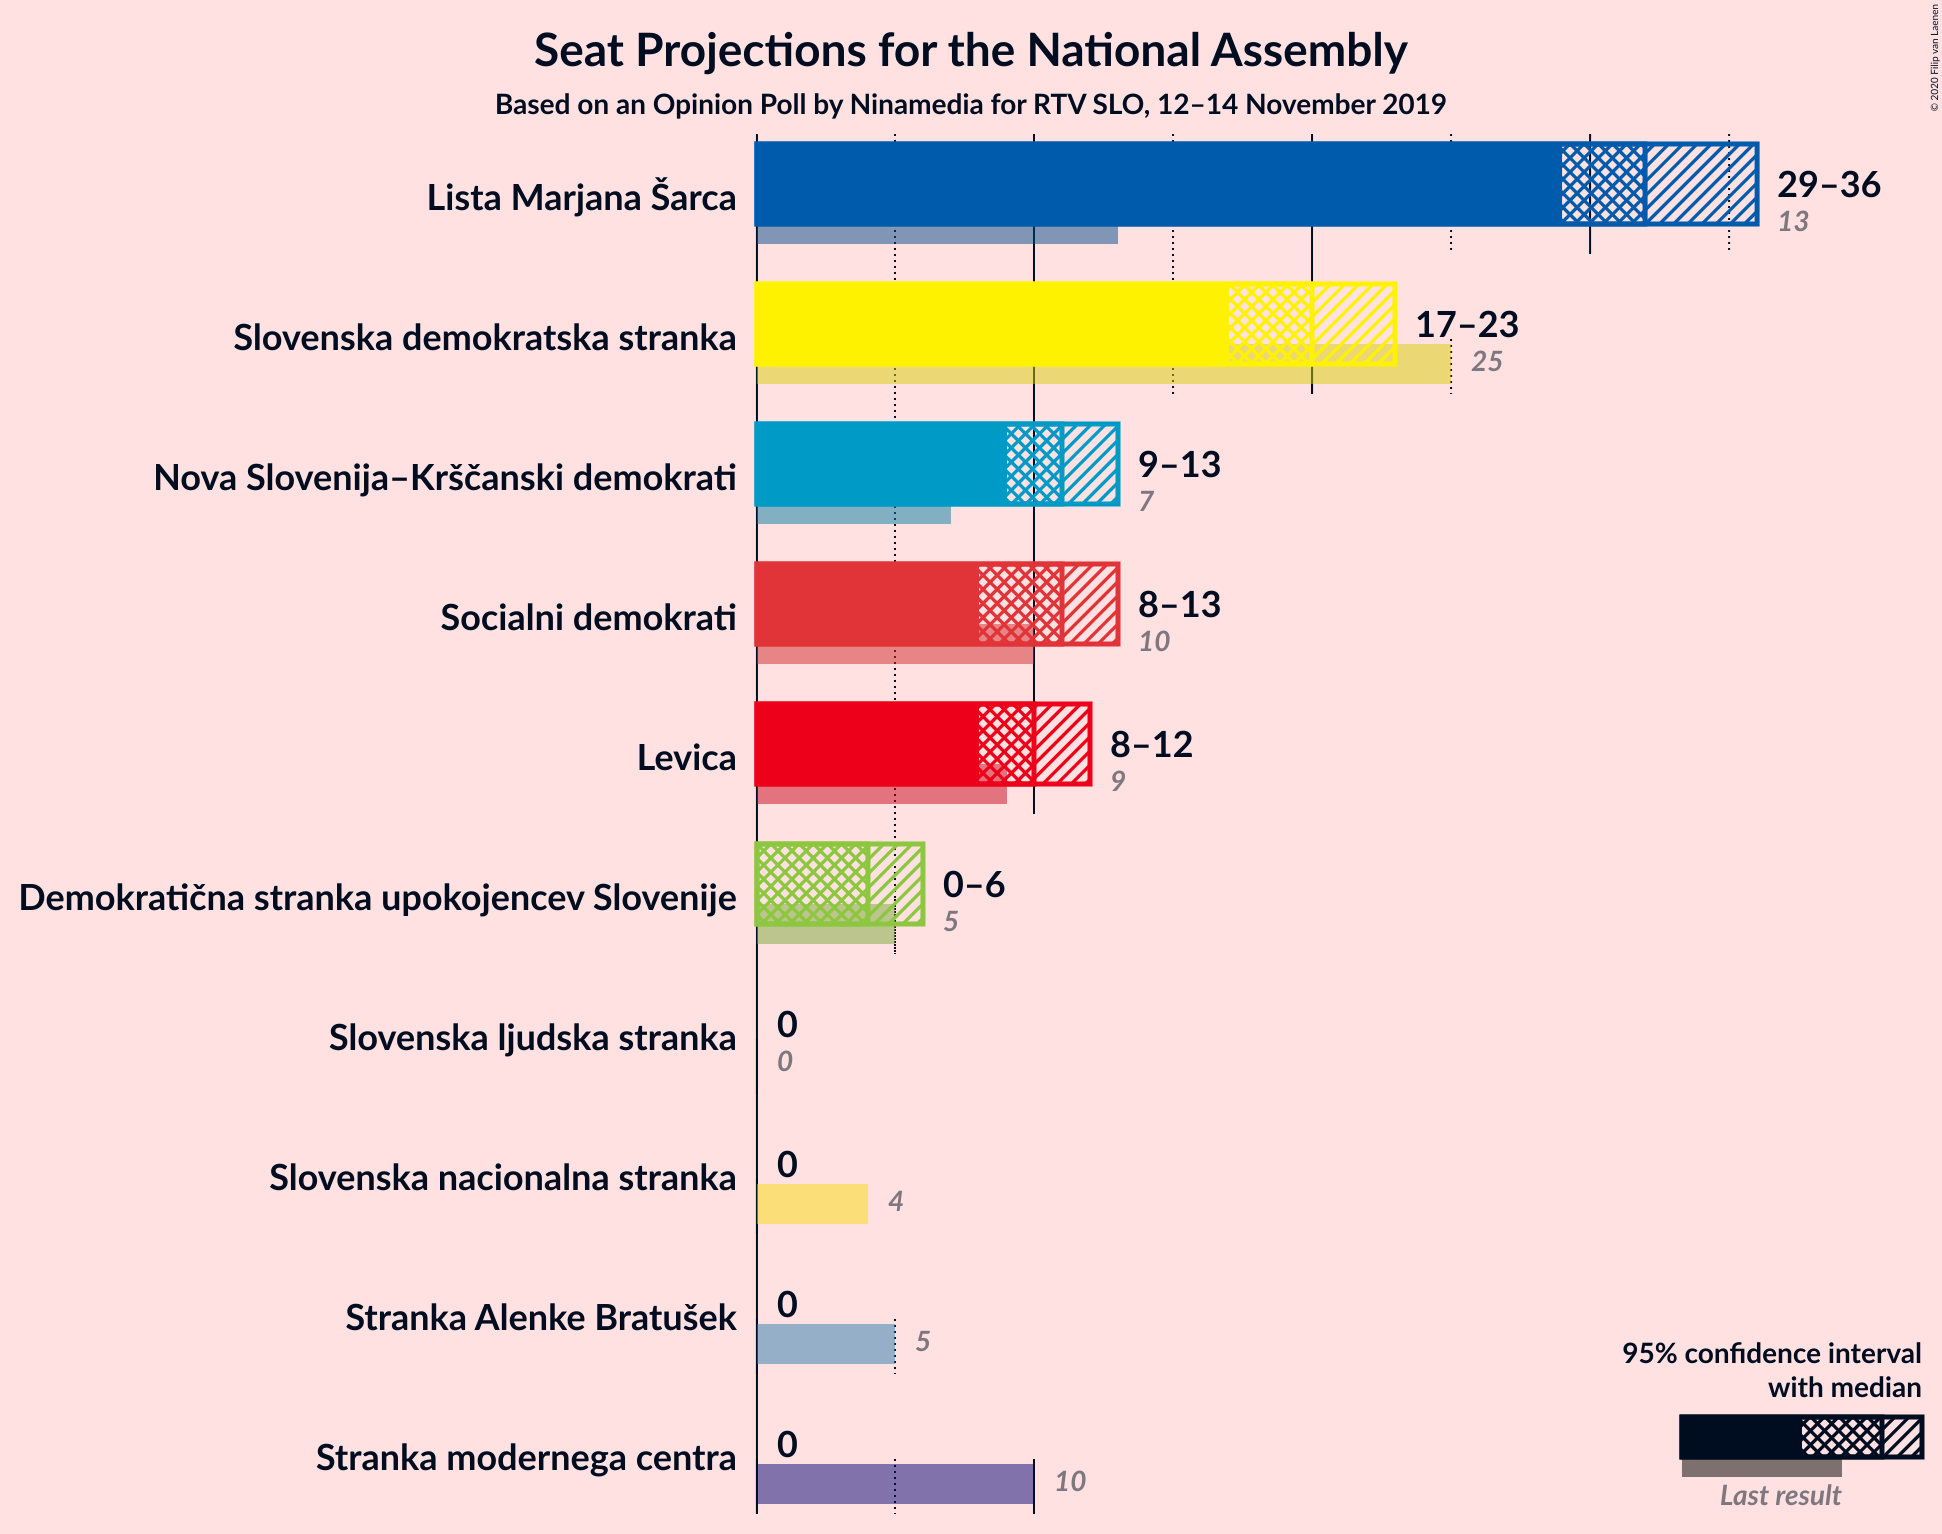 Seat Projections for the National Assembly
Based on an Opinion Poll by Ninamedia for RTV SLO, 12–14 November 2019
© 2020 Filip van Laenen
Lista Marjana Šarca
29–36
13
Slovenska demokratska stranka
17–23
25
Nova Slovenija–Krščanski demokrati
9–13
7
Socialni demokrati
8–13
10
Levica
8–12
9
Demokratična stranka upokojencev Slovenije
0–6
5
Slovenska ljudska stranka
0
0
Slovenska nacionalna stranka
0
4
Stranka Alenke Bratušek
0
5
Stranka modernega centra
0
10
95% confidence interval
with median
Last result